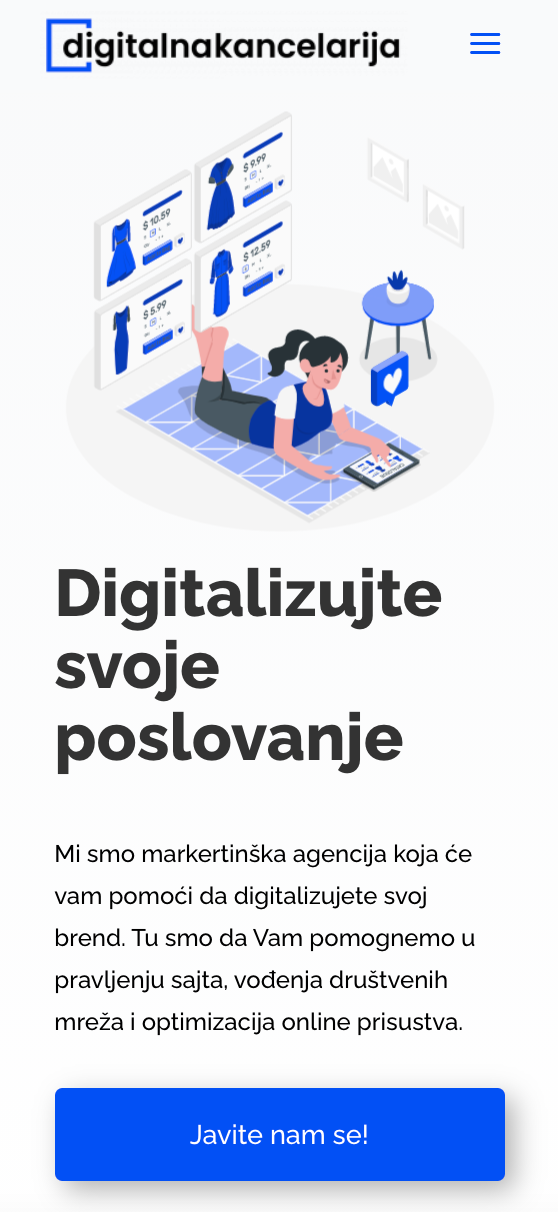 digitalnakancelarija
$ 9.99
$ 10.59
$ 12.59
$ 5.99
Digitalizujte
svoje
poslovanje
Mi smo markertinška agencija koja će
vam pomoći da digitalizujete svoj
brend. Tu smo da Vam pomognemo u
pravljenju sajta, vođenja društvenih
mreža i optimizacija online prisustva.
Javite nam se!